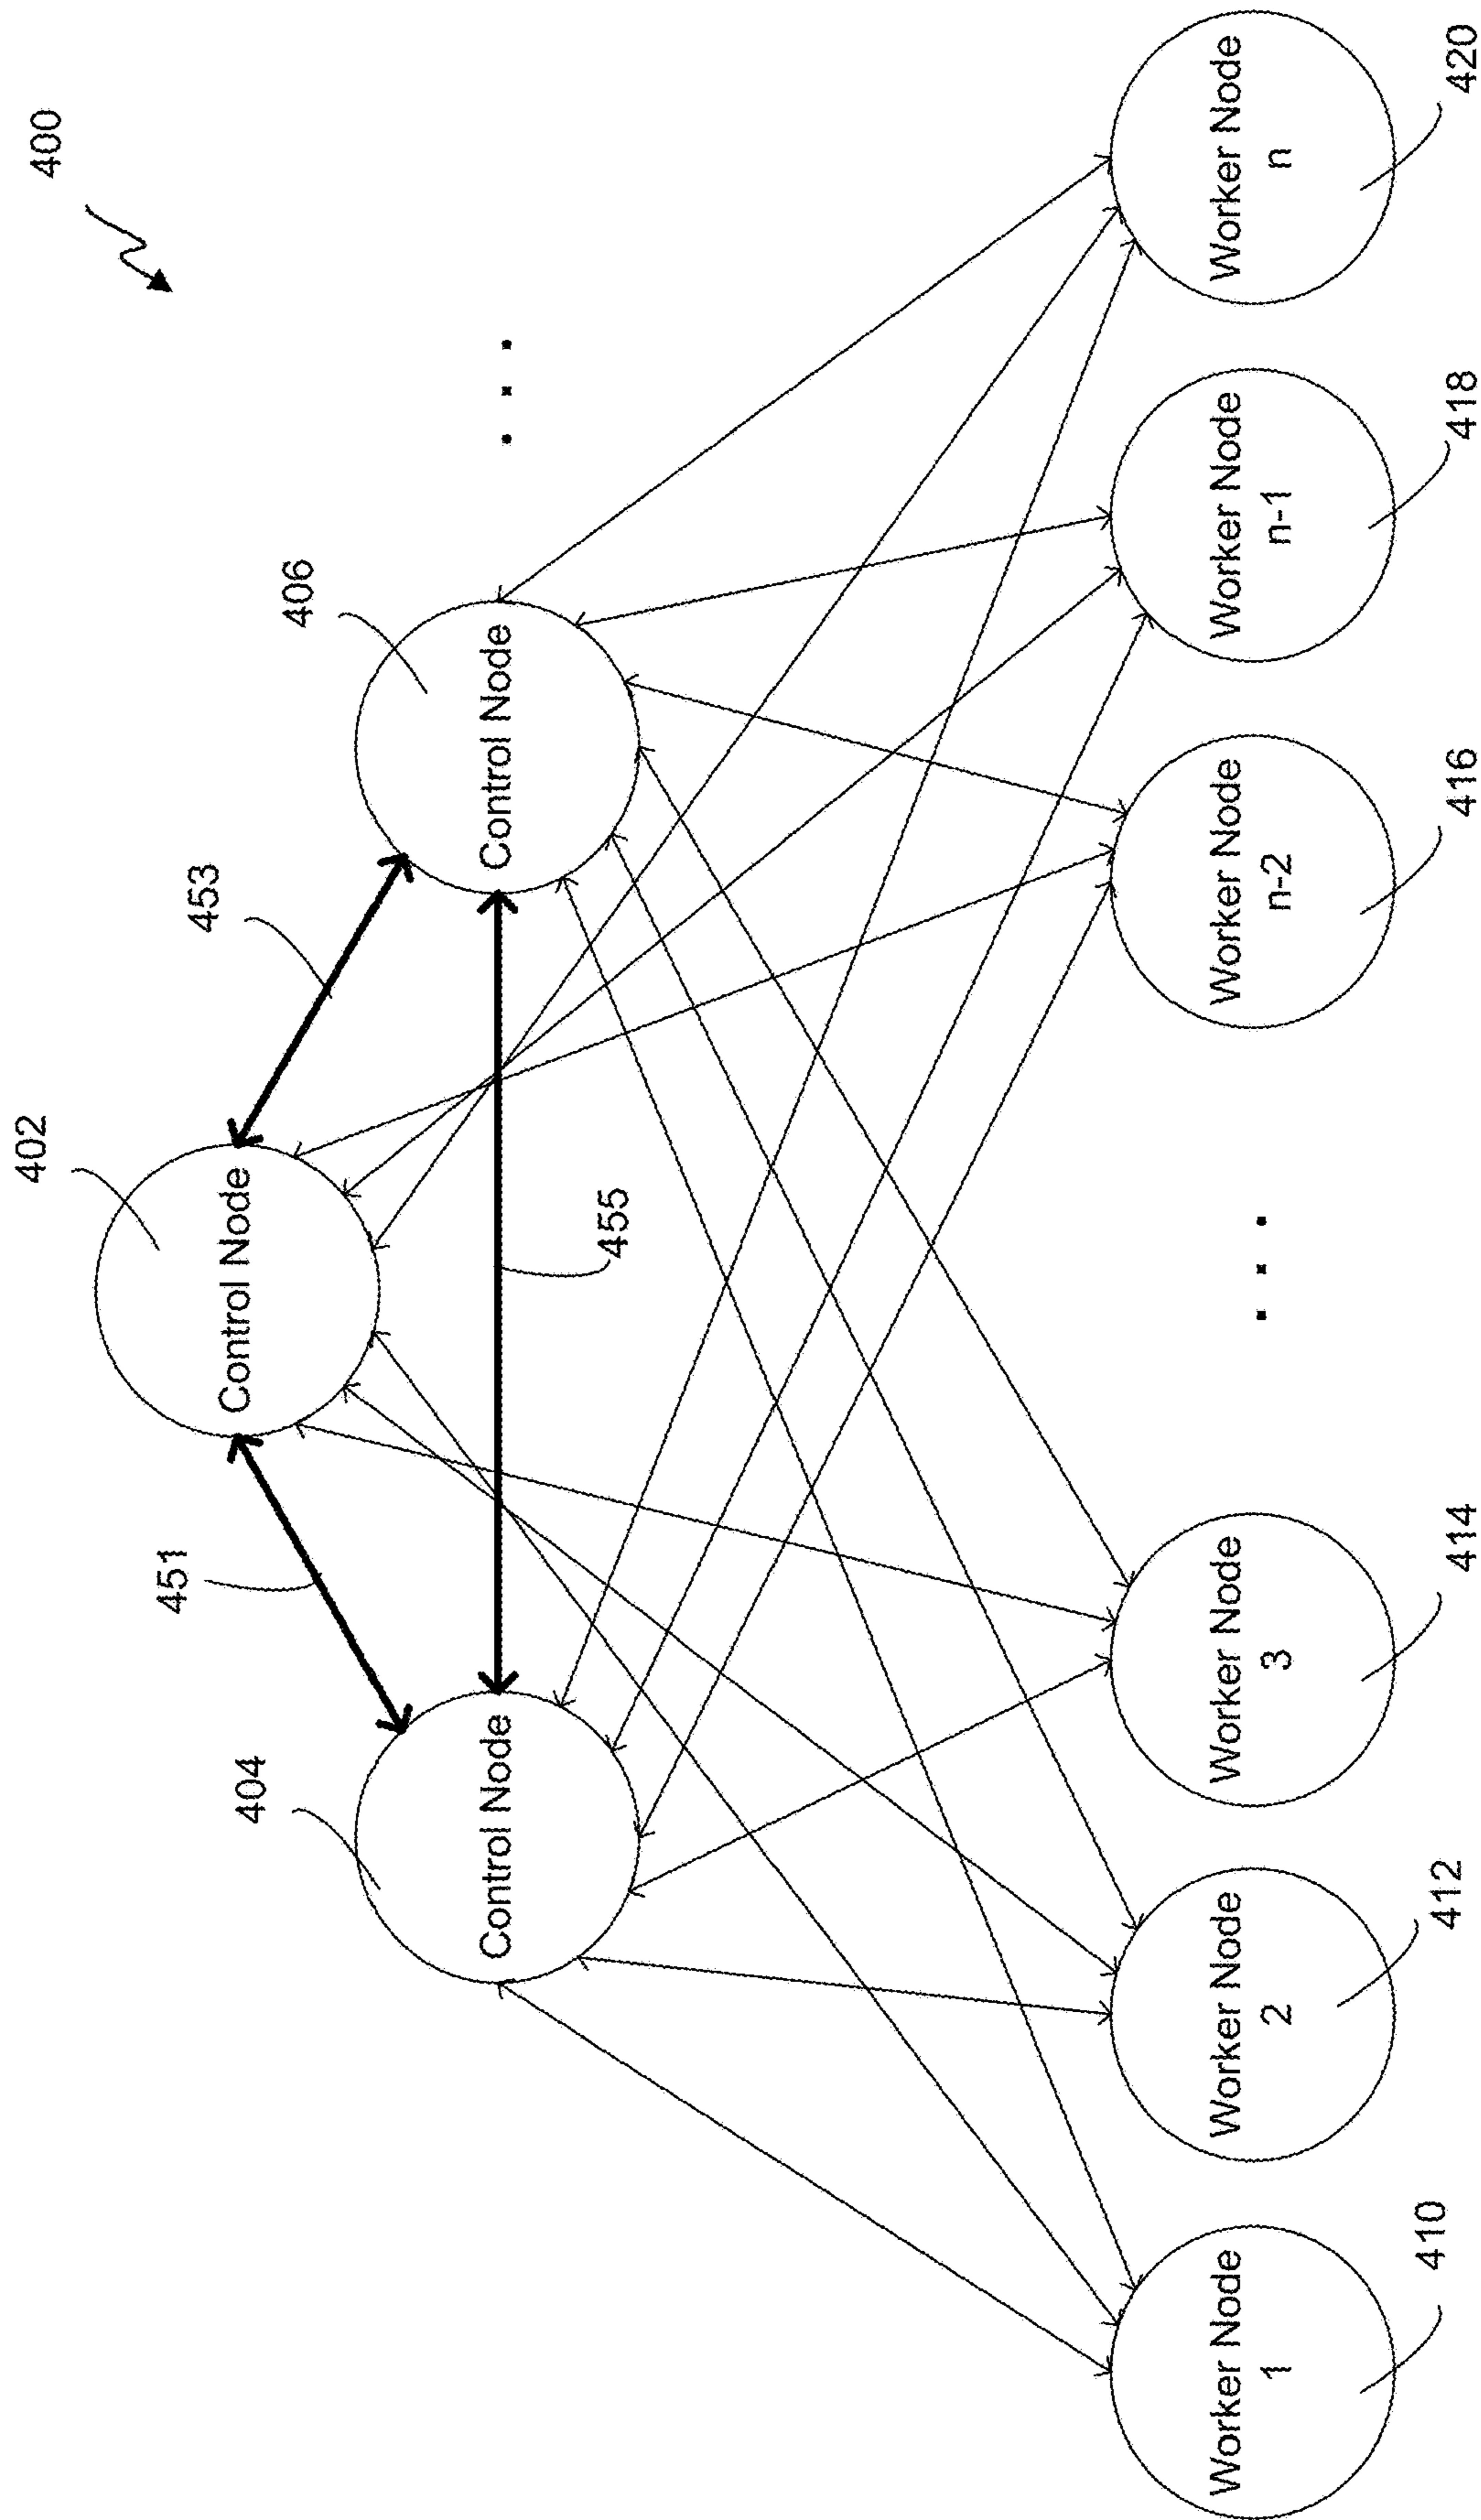 400
402
451
453
Control Node
404
406
Control Node
Control Node
. . .
455
. . .
Worker Node
1
Worker Node
2
Worker Node
3
Worker Node
n-2
Worker Node
n-1
Worker Node
n
410
412
414
416
418
420